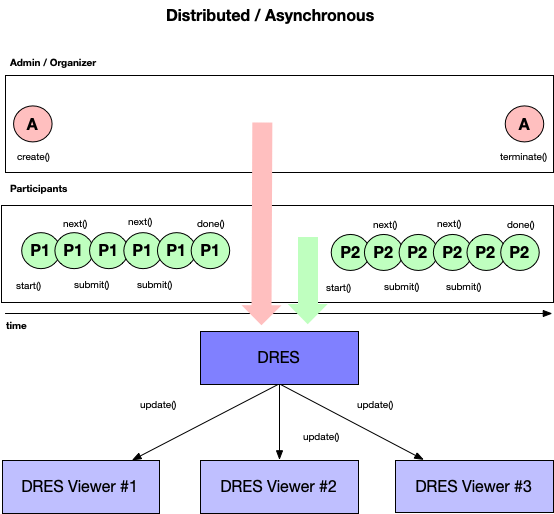 Distributed / Asynchronous
Admin / Organizer
A
A
create()
terminate()
Participants
next()
next()
done()
next()
next()
done()
P1 P1 P1 P1 P1 P1
P2 P2 P2 P2 P2 P2
start()
submit()
submit()
start()
submit()
submit()
time
DRES
update()
update()
update()
DRES Viewer #1
DRES Viewer #2
DRES Viewer #3